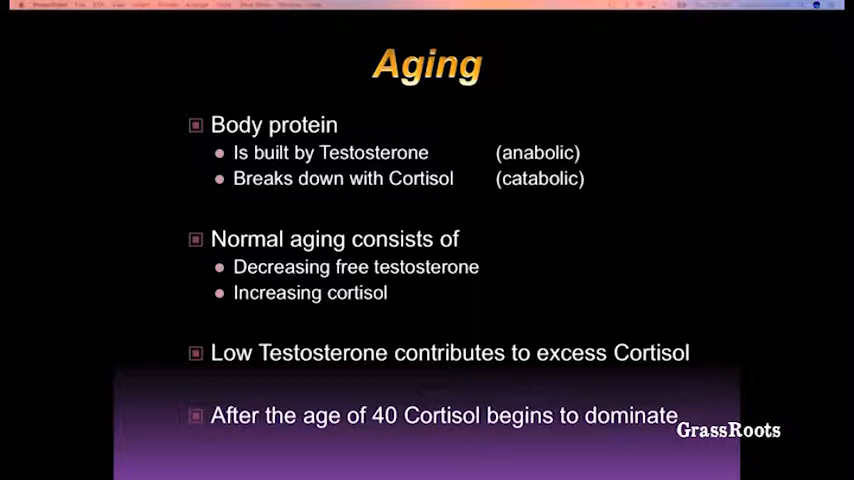 Aging
Body protein
Is built by Testosterone (anabolic)
Breaks down with Cortisol (catabolic)
Normal aging consists of
Decreasing free testosterone
Increasing cortisol
Low Testosterone contributes to excess Cortisol
After the age of 40 Cortisol begins to dominate
GrassRoots